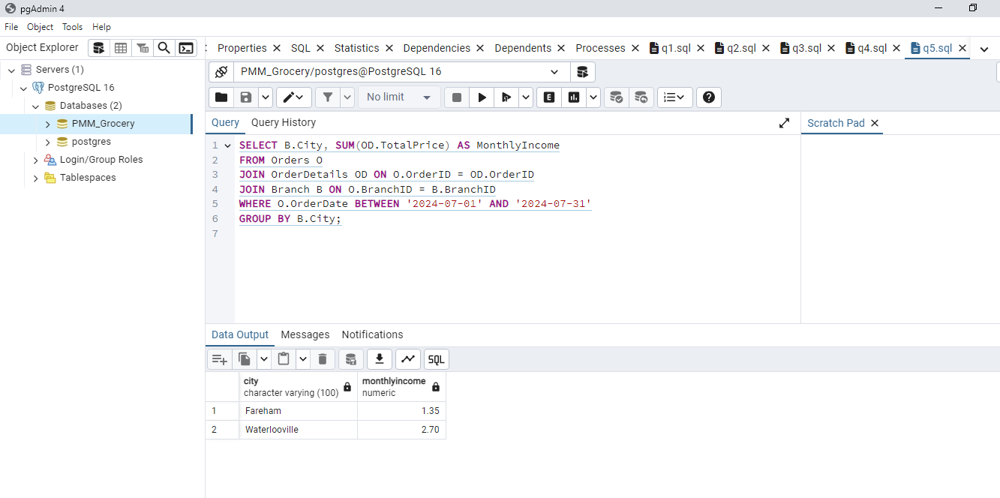 pgAdmin 4
File Object Tools Help
Object Explorer
Properties SQL Statistics Dependencies Dependents Processes q1.sql q2.sql q3.sql q4.sql q5.sql
Servers (1)
PostgreSQL 16
Databases (2)
PMM_Grocery
postgres
Login/Group Roles
Tablespaces
PMM_Grocery/postgres@PostgreSQL 16
No limit
E
Query Query History
Scratch Pad
1 SELECT B.City, SUM(OD.TotalPrice) AS MonthlyIncome
2 FROM Orders O
3 JOIN OrderDetails OD ON O.OrderID = OD.OrderID
4 JOIN Branch B ON O.BranchID = B.BranchID
5 WHERE O.OrderDate BETWEEN '2024-07-01' AND '2024-07-31'
6 GROUP BY B.City;
7
Data Output Messages Notifications
SQL
city monthlyincome
character varying (100) numeric
1 Fareham 1.35
2 Waterlooville 2.70